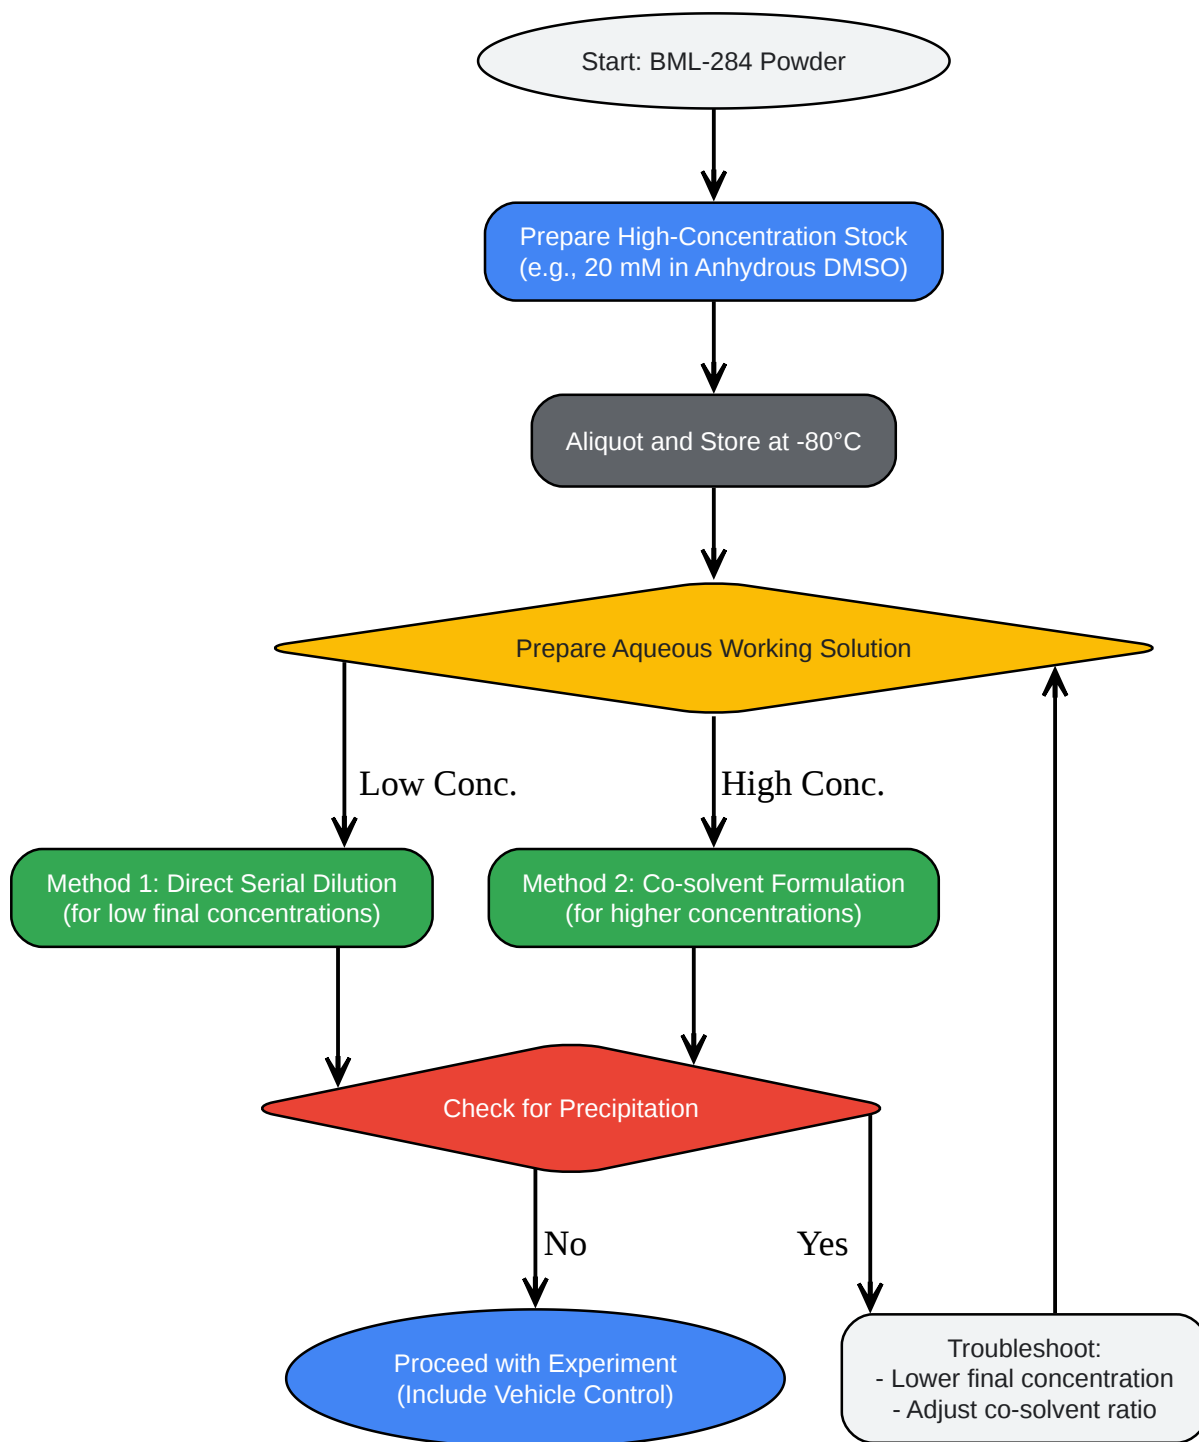 Start: BML-284 Powder
Prepare High-Concentration Stock
(e.g., 20 mM in Anhydrous DMSO)
Aliquot and Store at -80°C
Prepare Aqueous Working Solution
Low Conc.
High Conc.
Method 1: Direct Serial Dilution
(for low final concentrations)
Method 2: Co-solvent Formulation
(for higher concentrations)
Check for Precipitation
No
Yes
Proceed with Experiment
(Include Vehicle Control)
Troubleshoot:
- Lower final concentration
- Adjust co-solvent ratio